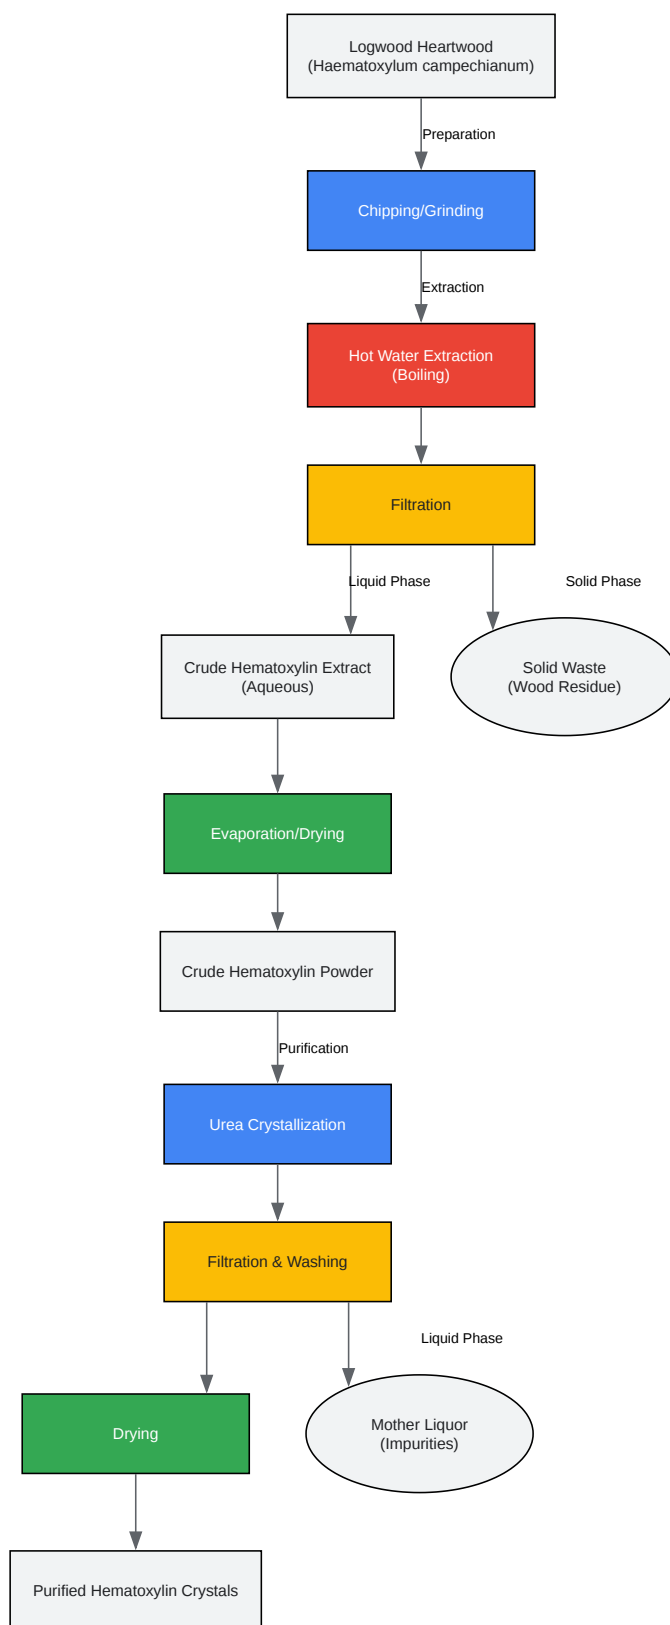 Logwood Heartwood
(Haematoxylum campechianum)
Preparation
Chipping/Grinding
Extraction
Hot Water Extraction
(Boiling)
Filtration
Liquid Phase
Solid Phase
Crude Hematoxylin Extract
(Aqueous)
Solid Waste
(Wood Residue)
Evaporation/Drying
Crude Hematoxylin Powder
Purification
Urea Crystallization
Filtration & Washing
Liquid Phase
Drying
Mother Liquor
(Impurities)
Purified Hematoxylin Crystals